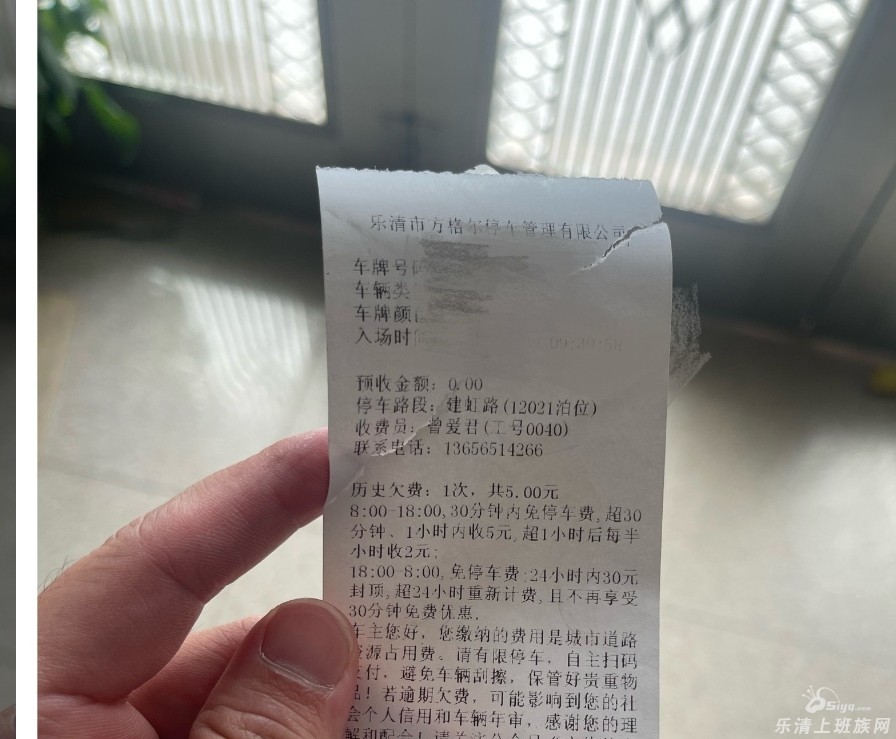 乐清市方格尔停车管理有限公司
车牌号码
车辆类
车牌颜
入场时
预收金额: 0.00
停车路段: 建虹路(12021泊位)
收费员: 曾爱君(工号0040)
联系电话: 13656514266
历史欠费: 1次, 共5.00元
8:00-18:00,30分钟内免停车费,超30
分钟、1小时内收5元,超1小时后每半
小时收2元;
18:00-8:00,免停车费;24小时内30元
封顶,超24小时重新计费,且不再享受
30分钟免费优惠.
车主您好, 您缴纳的费用是城市道路
资源占用费。请有限停车, 自主扫码
支付, 避免车辆刮擦, 保管好贵重物
品! 若逾期欠费, 可能影响到您的社
会个人信用和车辆年审, 感谢您的理
解和配合!
Siya.com
乐清上班族网